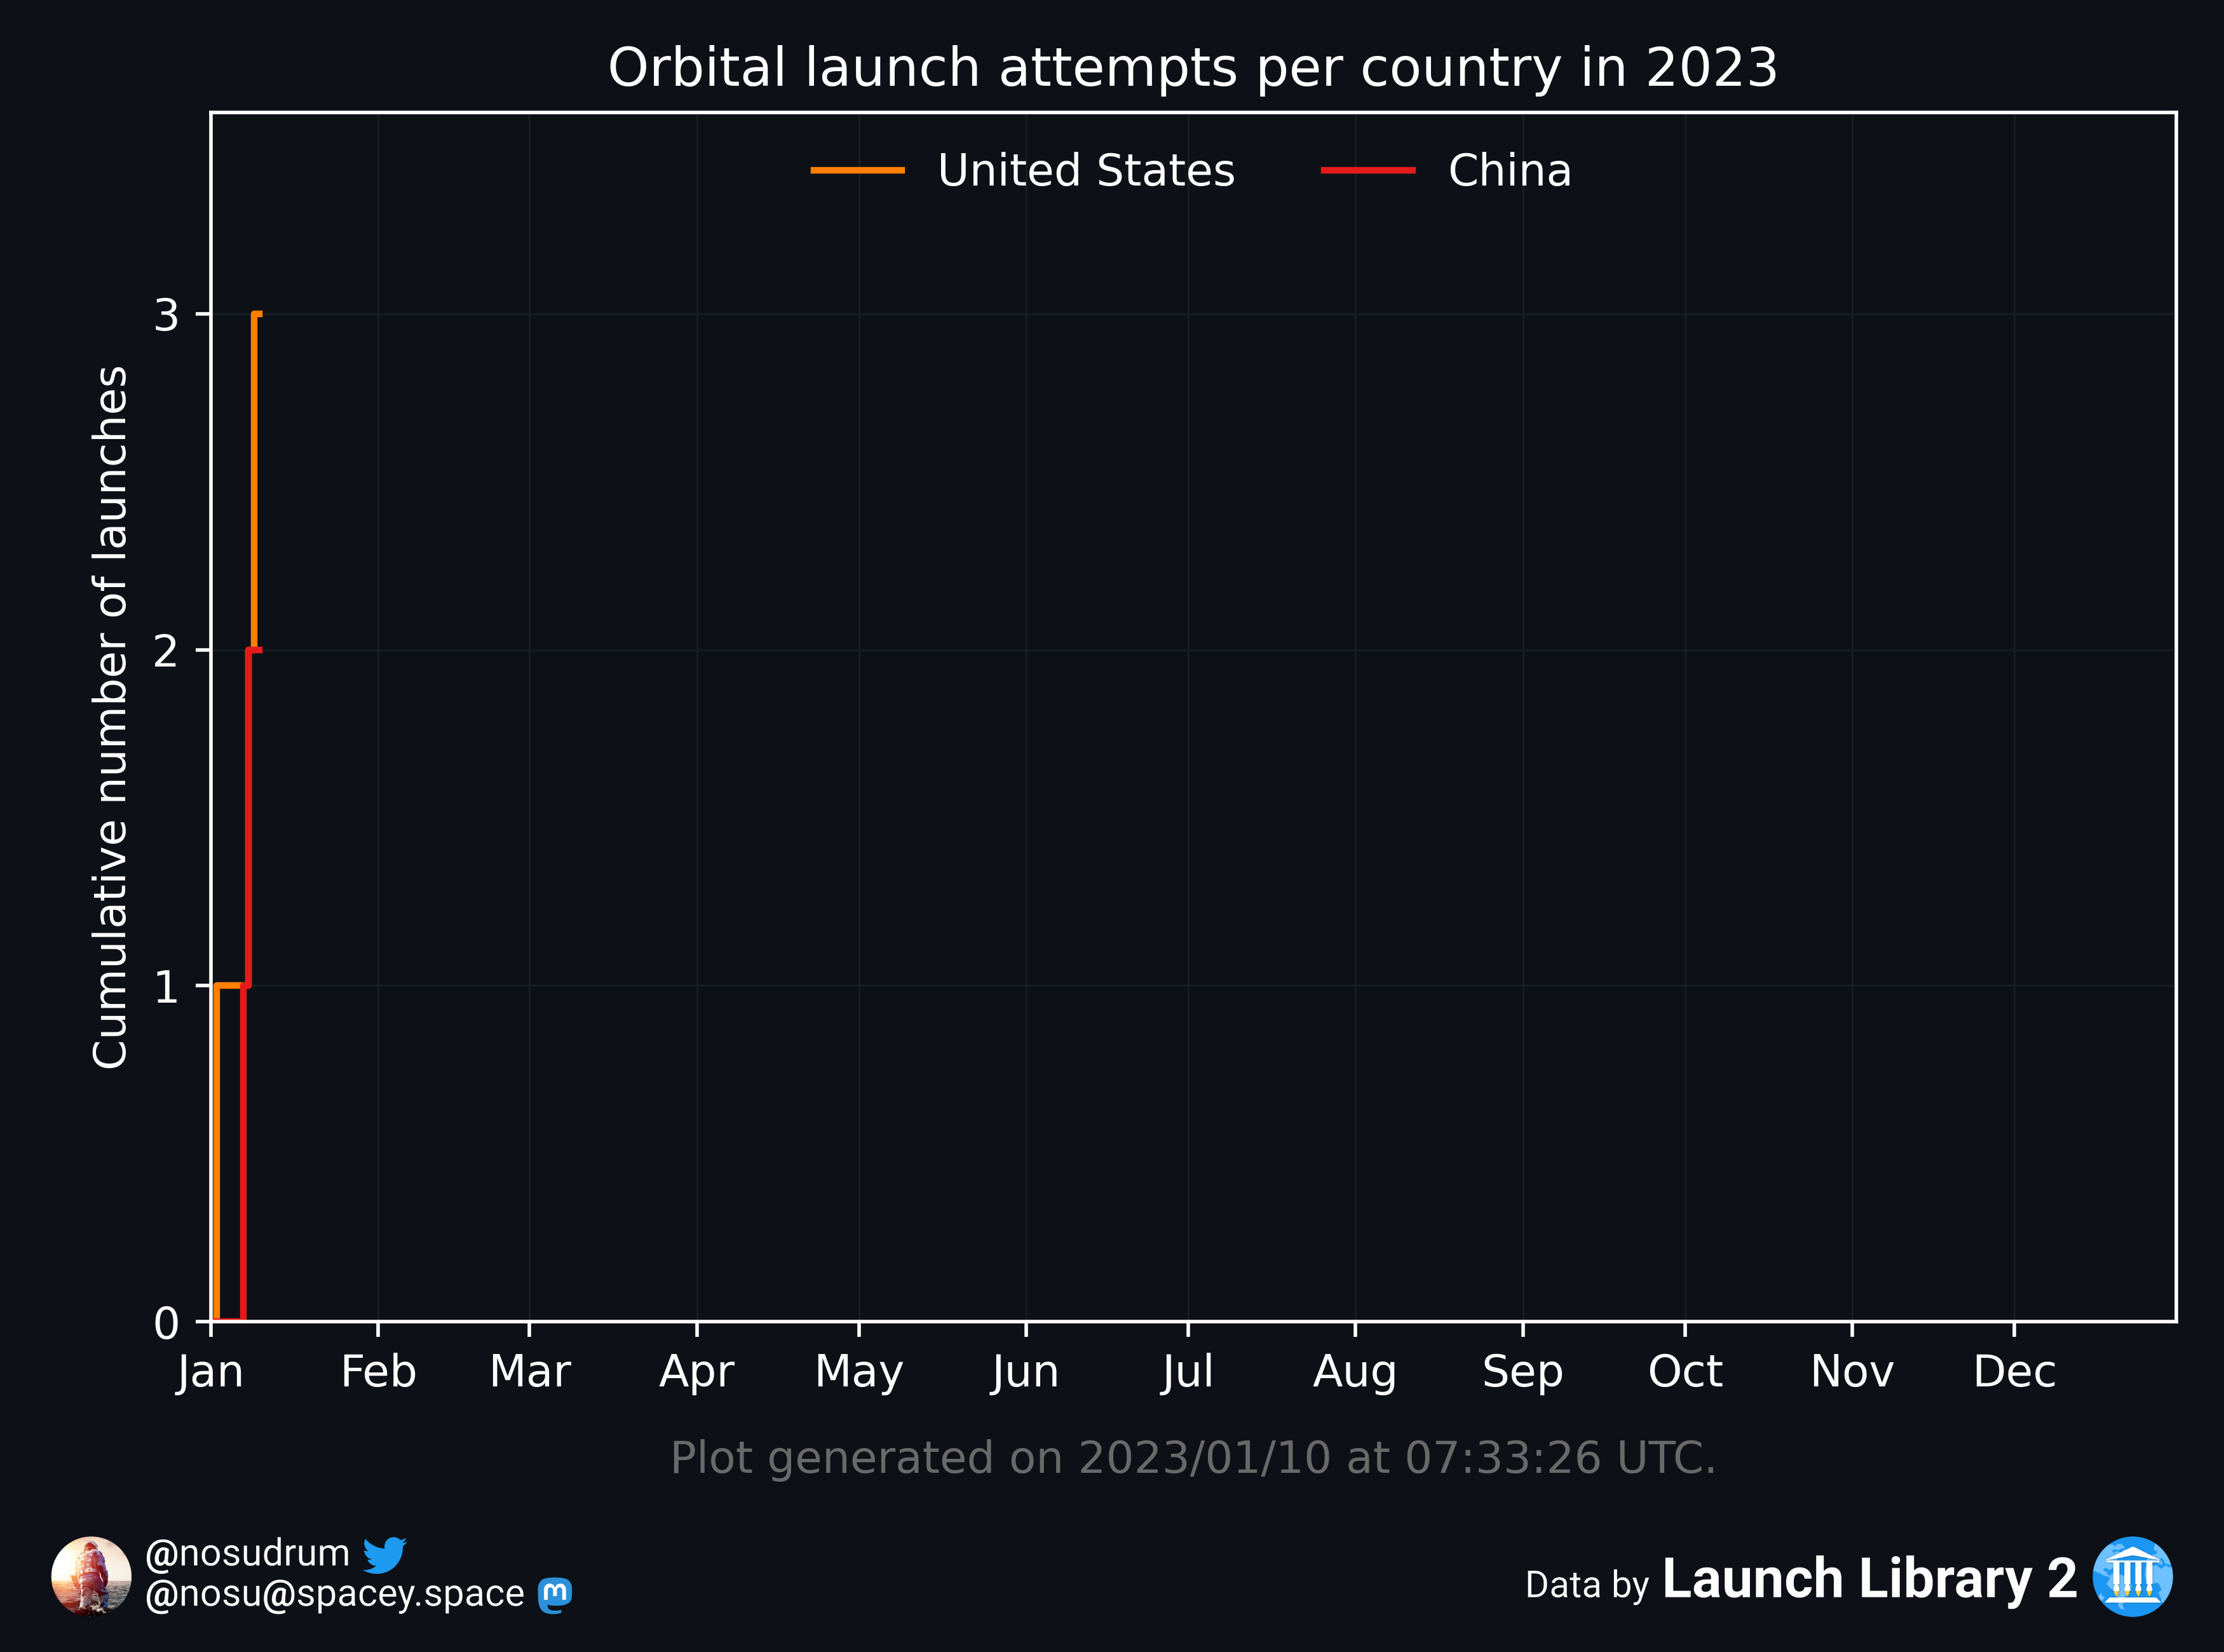 Orbital launch attempts per country in 2023
United States
China
Cumulative number of launches
3
2
1
0
Jan Feb Mar Apr May Jun Jul Aug Sep Oct Nov Dec
Plot generated on 2023/01/10 at 07:33:26 UTC.
@nosudrum
@nosu@spacey.space
Data by Launch Library 2